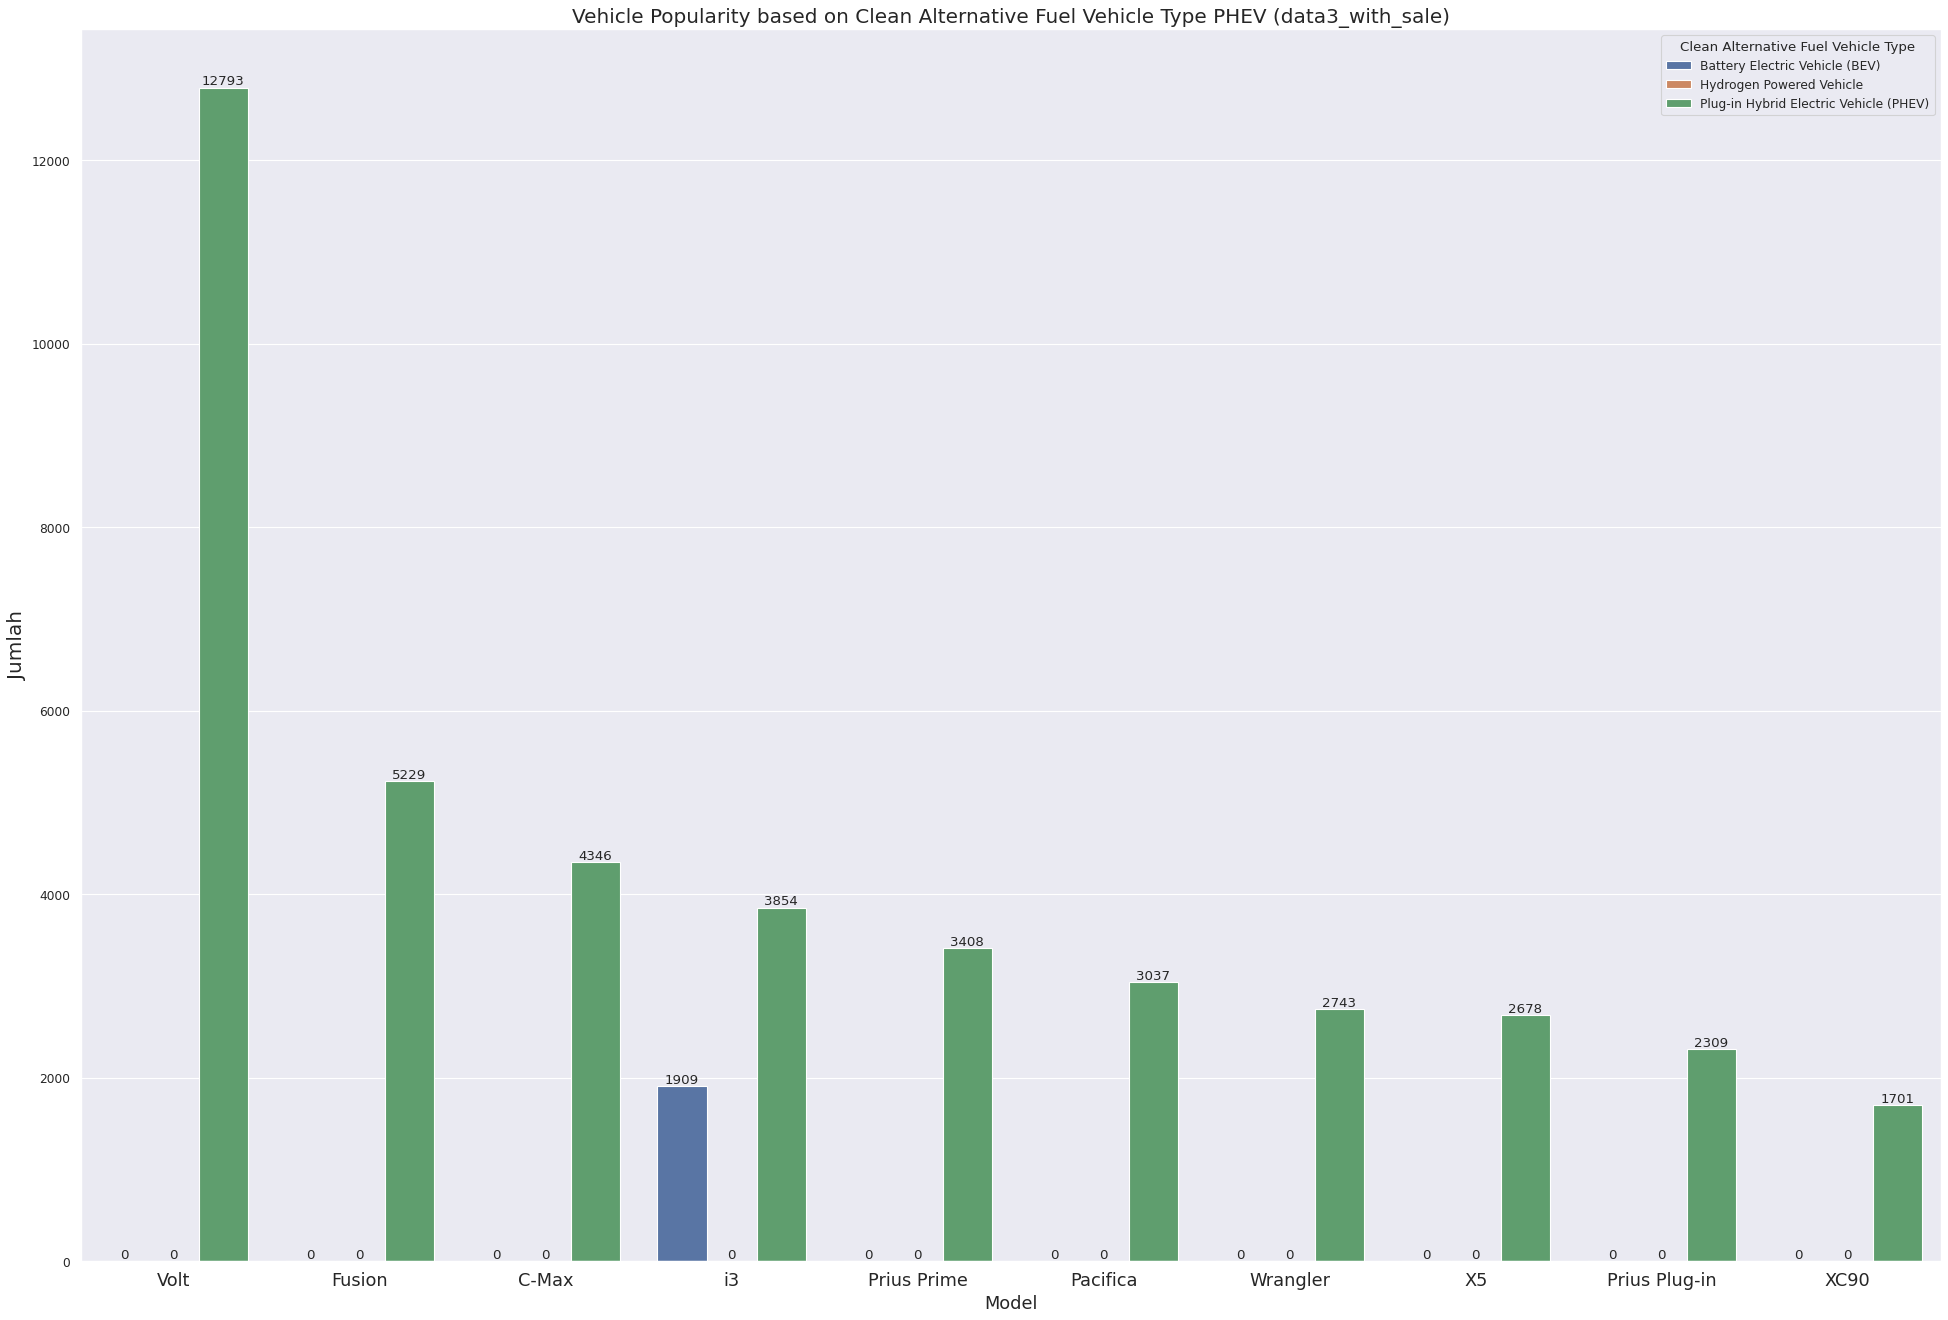 Vehicle Popularity based on Clean Alternative Fuel Vehicle Type PHEV (data3_with_sale)
Clean Alternative Fuel Vehicle Type
Battery Electric Vehicle (BEV)
Hydrogen Powered Vehicle
Plug-in Hybrid Electric Vehicle (PHEV)
Jumlah
12000
10000
8000
6000
4000
2000
0
12793
5229
4346
3854
3408
3037
2743
2678
2309
1909
1701
0 0 0 0 0 0 0 0 0 0 0 0 0 0 0 0 0 0 0
Volt Fusion C-Max i3 Prius Prime Pacifica Wrangler X5 Prius Plug-in XC90
Model